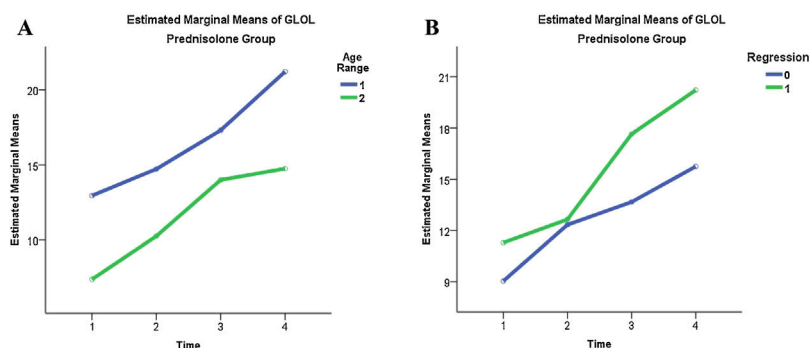 A
Estimated Marginal Means of GLOL
Prednisolone Group
Estimated Marginal Means
20
15
10
1 2 3 4
Time
Age
Range
1
2
B
Estimated Marginal Means of GLOL
Prednisolone Group
Estimated Marginal Means
21
18
15
12
9
1 2 3 4
Time
Regression
0
1